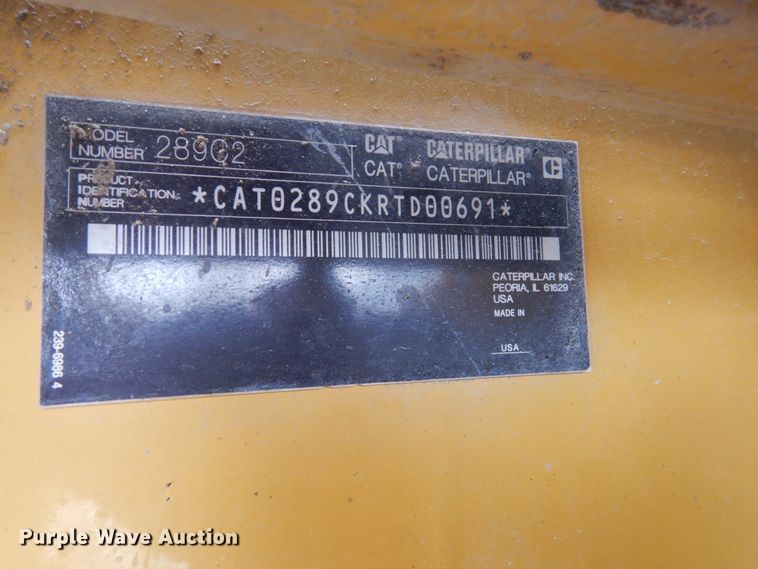 MODEL
NUMBER 289C2
CAT CATERPILLAR
CAT® CATERPILLAR®
PRODUCT
IDENTIFICATION
NUMBER *CAT0289CKRTD00691*
CATERPILLAR INC.
PEORIA, IL 61629
USA
MADE IN
USA
239-6966 4
Purple Wave Auction